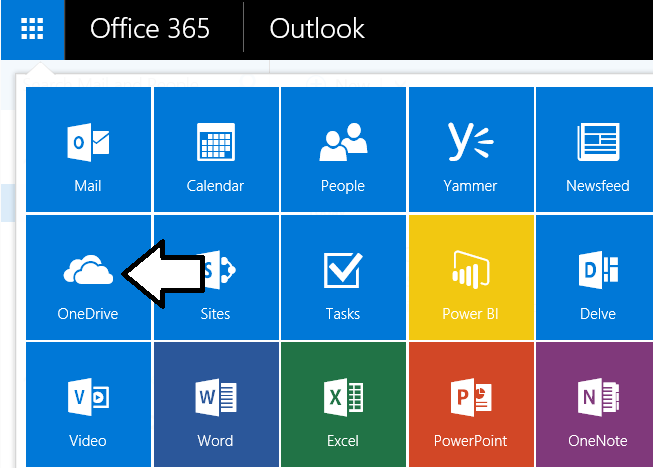 Office 365 Outlook
Mail Calendar People Yammer Newsfeed
OneDrive Sites Tasks Power BI Delve
Video Word Excel PowerPoint OneNote